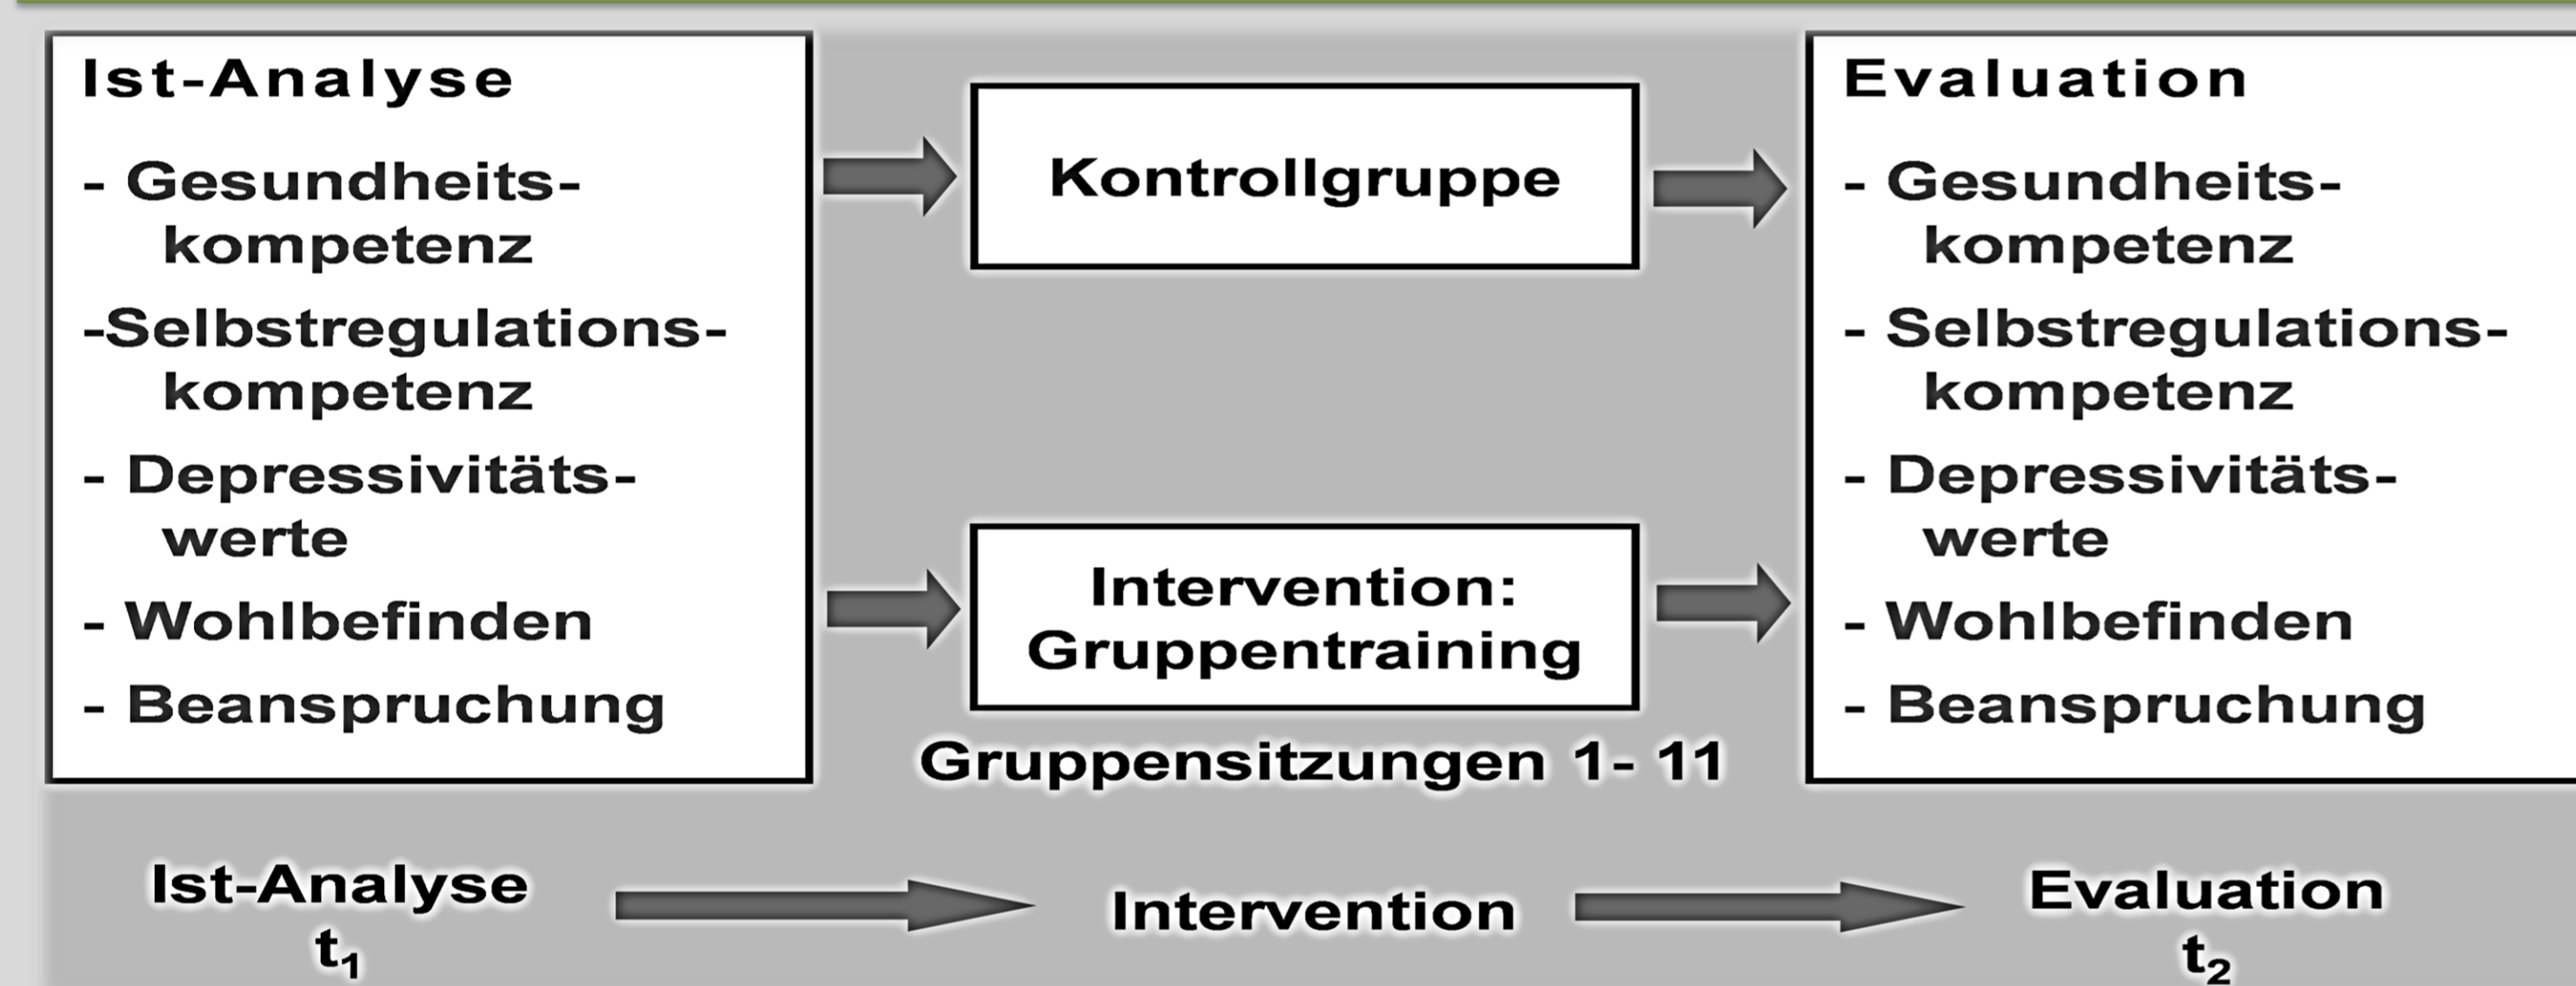 Ist-Analyse
- Gesundheits-
kompetenz
-Selbstregulations-
kompetenz
- Depressivitäts-
werte
- Wohlbefinden
- Beanspruchung
Kontrollgruppe
Intervention:
Gruppentraining
Gruppensitzungen 1- 11
Evaluation
- Gesundheits-
kompetenz
- Selbstregulations-
kompetenz
- Depressivitäts-
werte
- Wohlbefinden
- Beanspruchung
Ist-Analyse
t₁
Intervention
Evaluation
t₂